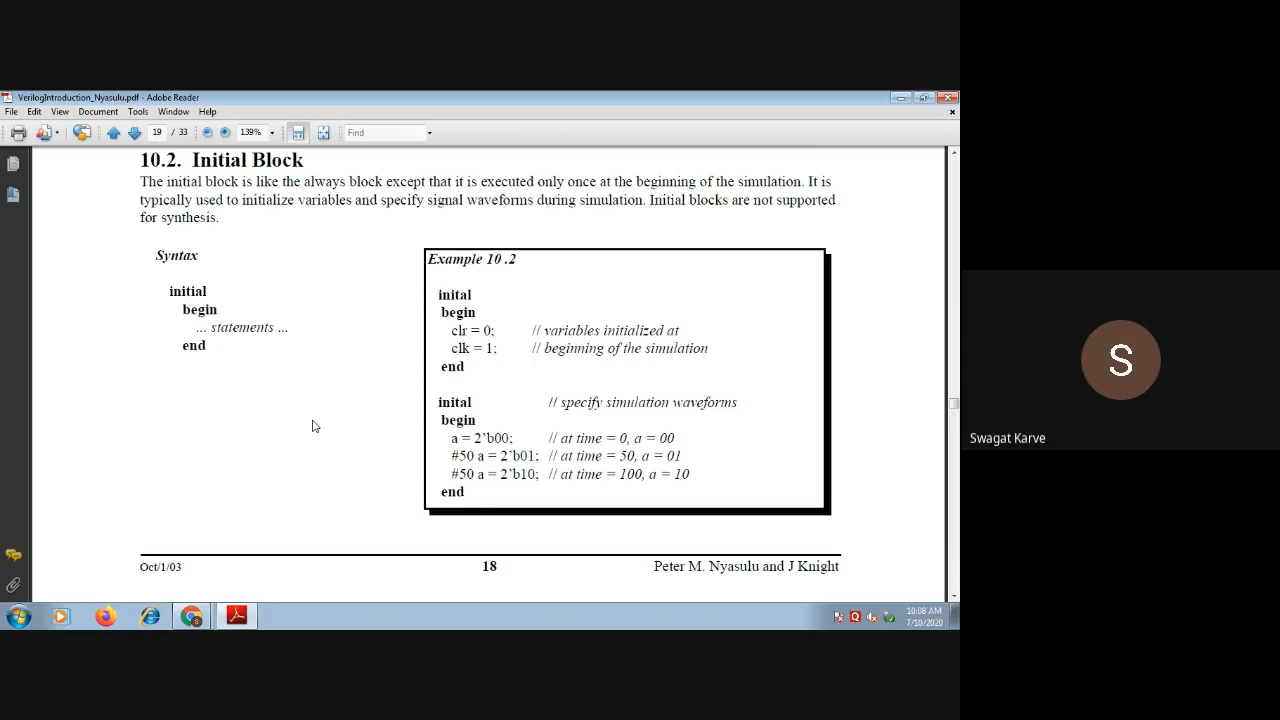 VerilogIntroduction_Nyasulu.pdf - Adobe Reader
File Edit View Document Tools Window Help
19 / 33 139% Find
10.2. Initial Block
The initial block is like the always block except that it is executed only once at the beginning of the simulation. It is
typically used to initialize variables and specify signal waveforms during simulation. Initial blocks are not supported
for synthesis.
Syntax
initial
begin
... statements ...
end
Example 10 .2
inital
begin
clr = 0; // variables initialized at
clk = 1; // beginning of the simulation
end
inital // specify simulation waveforms
begin
a = 2’b00; // at time = 0, a = 00
#50 a = 2’b01; // at time = 50, a = 01
#50 a = 2’b10; // at time = 100, a = 10
end
Oct/1/03 18 Peter M. Nyasulu and J Knight
S
Swagat Karve
10:08 AM
7/10/2020